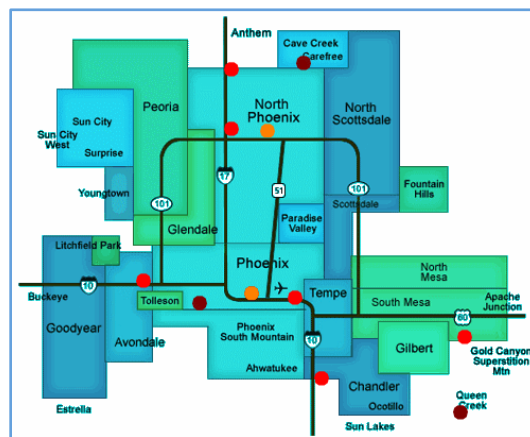 Anthem
Cave Creek
Carefree
Peoria
North
Phoenix
North
Scottsdale
Sun City
Sun City
West
Surprise
Youngtown
101
17
51
101
Fountain
Hills
Scottsdale
Glendale
Paradise
Valley
Litchfield Park
Phoenix
North
Mesa
10
Buckeye
Tolleson
Tempe
South Mesa
Apache
Junction
60
Goodyear
Avondale
Phoenix
South Mountain
10
Gilbert
Gold Canyon
Superstition
Mtn
Ahwatukee
Chandler
Queen
Creek
Estrella
Ocotillo
Sun Lakes